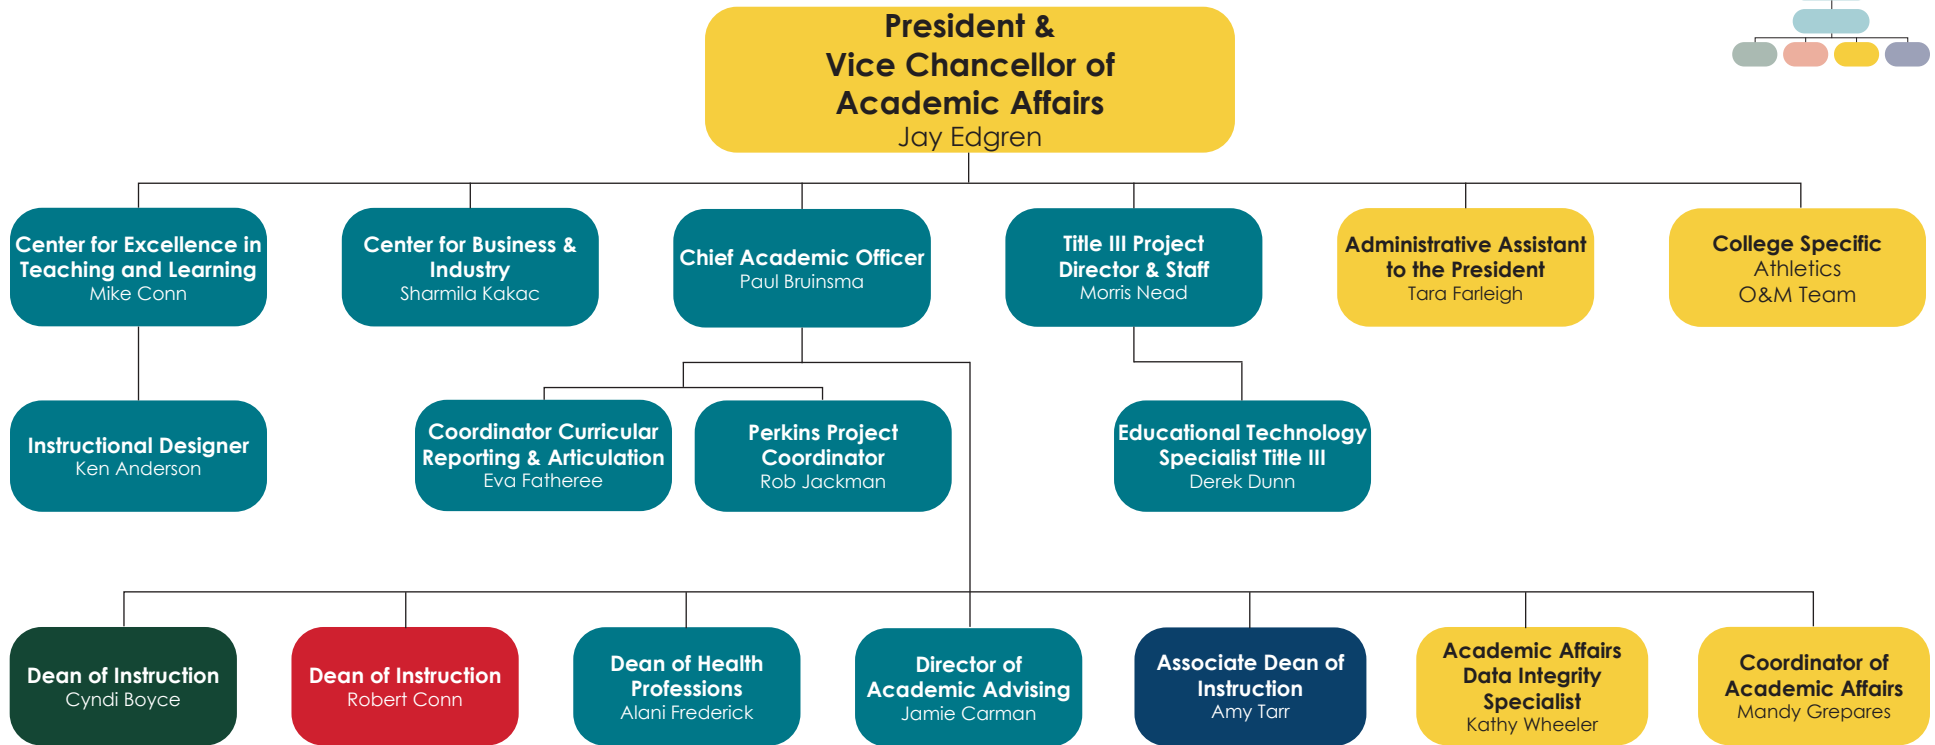 President &
Vice Chancellor of
Academic Affairs
Jay Edgren
Center for Excellence in
Teaching and Learning
Mike Conn
Center for Business &
Industry
Sharmila Kakac
Chief Academic Officer
Paul Bruinsma
Title III Project
Director & Staff
Morris Nead
Administrative Assistant
to the President
Tara Farleigh
College Specific
Athletics
O&M Team
Instructional Designer
Ken Anderson
Coordinator Curricular
Reporting & Articulation
Eva Fatheree
Perkins Project
Coordinator
Rob Jackman
Educational Technology
Specialist Title III
Derek Dunn
Dean of Instruction
Cyndi Boyce
Dean of Instruction
Robert Conn
Dean of Health
Professions
Alani Frederick
Director of
Academic Advising
Jamie Carman
Associate Dean of
Instruction
Amy Tarr
Academic Affairs
Data Integrity
Specialist
Kathy Wheeler
Coordinator of
Academic Affairs
Mandy Grepares